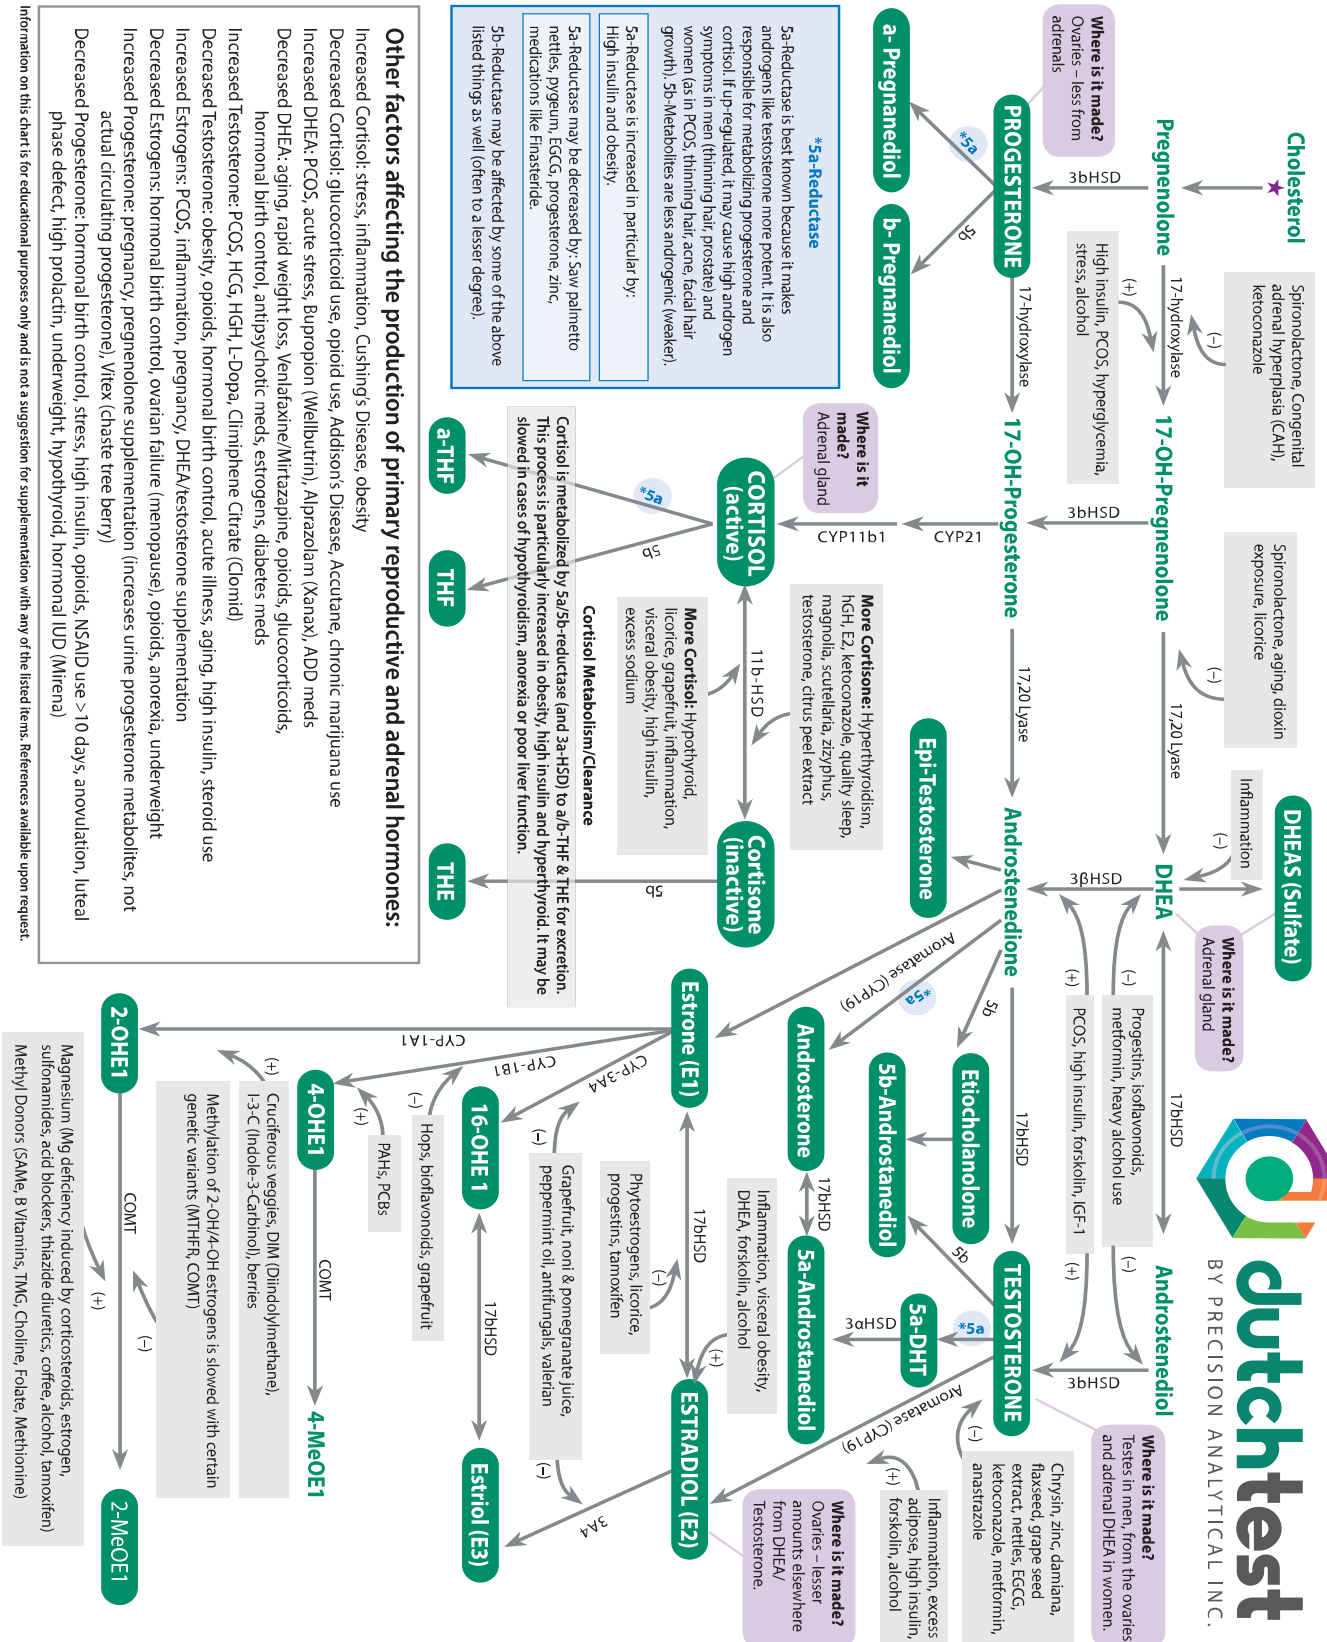 Cholesterol
Pregnenolone
3bHSD
PROGESTERONE
Where is it made?
Ovaries – less from
adrenals
*5a
5b
a- Pregnanediol
b- Pregnanediol
Spironolactone, Congenital
adrenal hyperplasia (CAH),
ketoconazole
(–)
17-hydroxylase
(+)
High insulin, PCOS, hyperglycemia,
stress, alcohol
17-hydroxylase
17-OH-Pregnenolone
3bHSD
17-OH-Progesterone
CYP21
CYP11b1
Where is it
made?
Adrenal gland
CORTISOL
(active)
*5a
5b
a-THF
THF
Spironolactone, aging, dioxin
exposure, licorice
(–)
17,20 Lyase
17,20 Lyase
Inflammation
(–)
DHEAS (Sulfate)
DHEA
Where is it made?
Adrenal gland
3βHSD
Androstenedione
Epi-Testosterone
More Cortisone: Hyperthyroidism,
hGH, E2, ketoconazole, quality sleep,
magnolia, scutellaria, zizyphus,
testosterone, citrus peel extract
11b-HSD
More Cortisol: Hypothyroid,
licorice, grapefruit, inflammation,
visceral obesity, high insulin,
excess sodium
Cortisone
(inactive)
5b
THE
Cortisol Metabolism/Clearance
Cortisol is metabolized by 5a/5b-reductase (and 3a-HSD) to a/b-THF & THE for excretion.
This process is particularly increased in obesity, high insulin and hyperthyroid. It may be
slowed in cases of hypothyroidism, anorexia or poor liver function.
dutchtest
BY PRECISION ANALYTICAL INC.
17bHSD
Androstenediol
(–)
Progestins, isoflavonoids,
metformin, heavy alcohol use
(–)
(+)
PCOS, high insulin, forskolin, IGF-1
(+)
3bHSD
17bHSD
TESTOSTERONE
Where is it made?
Testes in men, from the ovaries
and adrenal DHEA in women.
5b
Etiocholanolone
5b-Androstanediol
5b
*5a
5a-DHT
3αHSD
*5a
Androsterone
17bHSD
5a-Androstanediol
Aromatase (CYP19)
Aromatase (CYP19)
(–)
Chrysin, zinc, damiana,
flaxseed, grape seed
extract, nettles, EGCG,
ketoconazole, metformin,
anastrazole
(+)
Inflammation, excess
adipose, high insulin,
forskolin, alcohol
Inflammation, visceral obesity,
DHEA, forskolin, alcohol
(+)
Estrone (E1)
17bHSD
ESTRADIOL (E2)
Where is it made?
Ovaries – lesser
amounts elsewhere
from DHEA/
Testosterone.
(–)
Phytoestrogens, licorice,
progestins, tamoxifen
CYP-3A4
CYP-1B1
CYP-1A1
(–)
Grapefruit, noni & pomegranate juice,
peppermint oil, antifungals, valerian
(–)
3A4
16-OHE 1
17bHSD
Estriol (E3)
(–)
Hops, bioflavonoids, grapefruit
(+)
PAHs, PCBs
4-OHE1
COMT
4-MeOE1
(+)
Cruciferous veggies, DIM (Diindolylmethane),
I-3-C (Indole-3-Carbinol), berries
Methylation of 2-OH/4-OH estrogens is slowed with certain
genetic variants (MTHFR, COMT)
(–)
2-OHE1
COMT
2-MeOE1
(+)
Magnesium (Mg deficiency induced by corticosteroids, estrogen,
sulfonamides, acid blockers, thiazide diuretics, coffee, alcohol, tamoxifen)
Methyl Donors (SAMe, B Vitamins, TMG, Choline, Folate, Methionine)
*5a-Reductase
5a-Reductase is best known because it makes
androgens like testosterone more potent. It is also
responsible for metabolizing progesterone and
cortisol. If up-regulated, it may cause high androgen
symptoms in men (thinning hair, prostate) and
women (as in PCOS, thinning hair, acne, facial hair
growth). 5b-Metabolites are less androgenic (weaker).
5a-Reductase is increased in particular by:
High insulin and obesity.
5a-Reductase may be decreased by: Saw palmetto
nettles, pygeum, EGCG, progesterone, zinc,
medications like Finasteride.
5b-Reductase may be affected by some of the above
listed things as well (often to a lesser degree).
Other factors affecting the production of primary reproductive and adrenal hormones:
Increased Cortisol: stress, inflammation, Cushing's Disease, obesity
Decreased Cortisol: glucocorticoid use, opioid use, Addison's Disease, Accutane, chronic marijuana use
Increased DHEA: PCOS, acute stress, Bupropion (Wellbutrin), Alprazolam (Xanax), ADD meds
Decreased DHEA: aging, rapid weight loss, Venlafaxine/Mirtazapine, opioids, glucocorticoids,
hormonal birth control, antipsychotic meds, estrogens, diabetes meds
Increased Testosterone: PCOS, HCG, HGH, L-Dopa, Climiphene Citrate (Clomid)
Decreased Testosterone: obesity, opioids, hormonal birth control, acute illness, aging, high insulin, steroid use
Increased Estrogens: PCOS, inflammation, pregnancy, DHEA/testosterone supplementation
Decreased Estrogens: hormonal birth control, ovarian failure (menopause), opioids, anorexia, underweight
Increased Progesterone: pregnancy, pregnenolone supplementation (increases urine progesterone metabolites, not
actual circulating progesterone), Vitex (chaste tree berry)
Decreased Progesterone: hormonal birth control, stress, high insulin, opioids, NSAID use > 10 days, anovulation, luteal
phase defect, high prolactin, underweight, hypothyroid, hormonal IUD (Mirena)
Information on this chart is for educational purposes only and is not a suggestion for supplementation with any of the listed items. References available upon request.